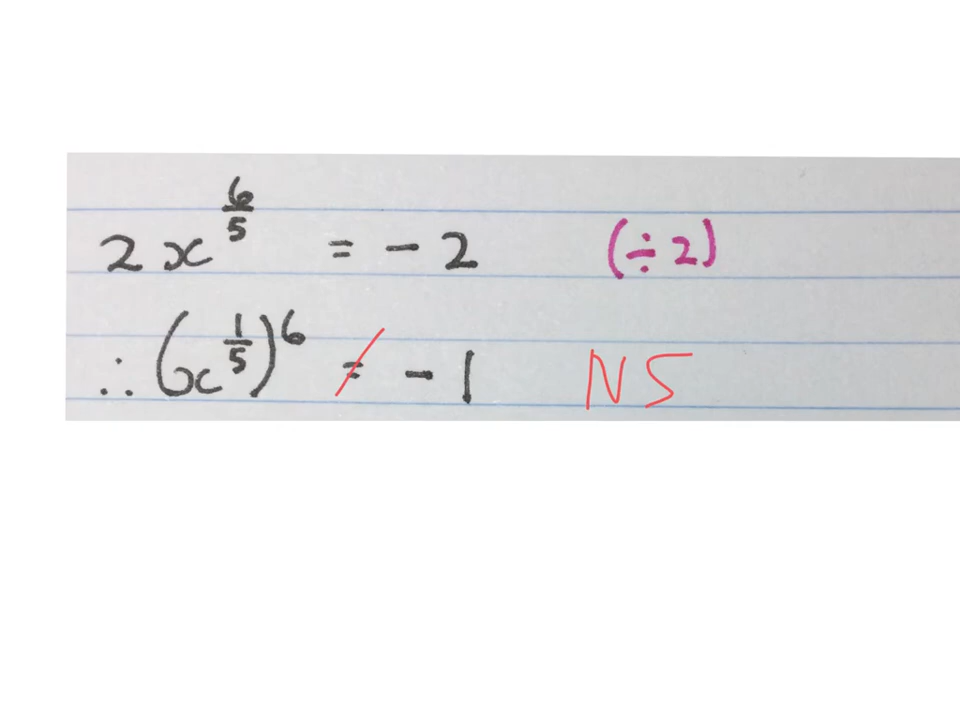 2x^{6/5} = -2 (÷2)
∴ (x^{1/5})^6 ≠ -1 NS